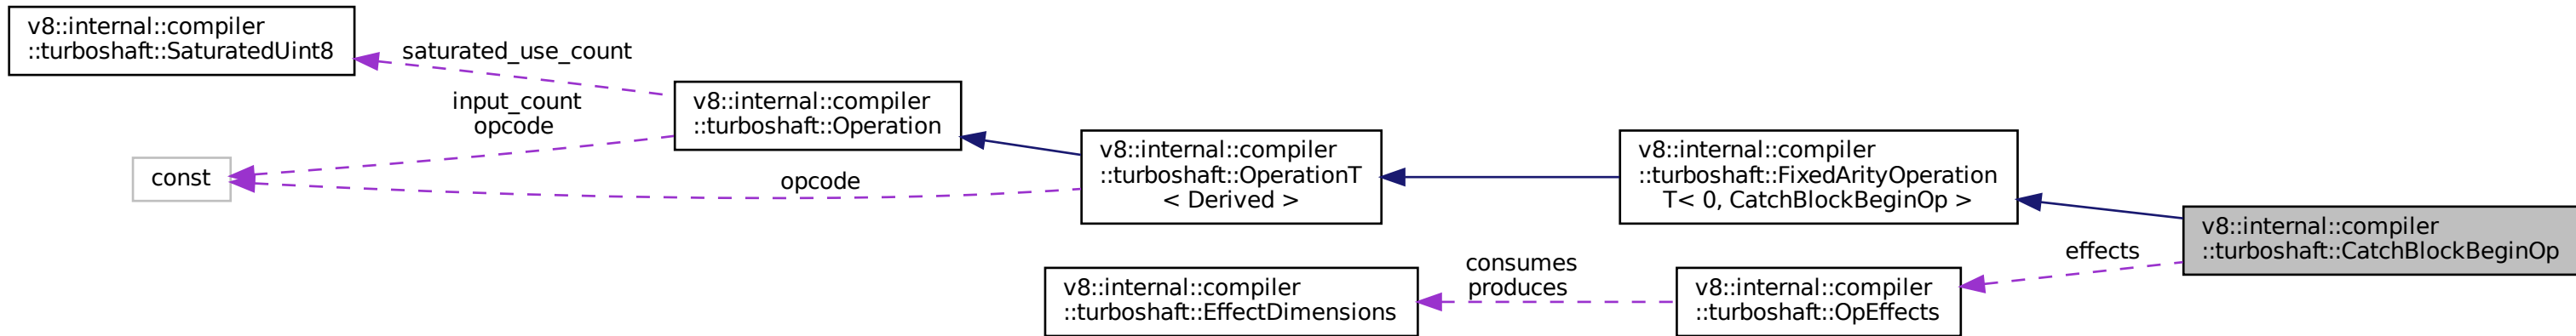 v8::internal::compiler
::turboshaft::SaturatedUint8
saturated_use_count
input_count
opcode
const
v8::internal::compiler
::turboshaft::Operation
opcode
v8::internal::compiler
::turboshaft::OperationT
< Derived >
v8::internal::compiler
::turboshaft::FixedArityOperation
T< 0, CatchBlockBeginOp >
v8::internal::compiler
::turboshaft::EffectDimensions
consumes
produces
v8::internal::compiler
::turboshaft::OpEffects
effects
v8::internal::compiler
::turboshaft::CatchBlockBeginOp